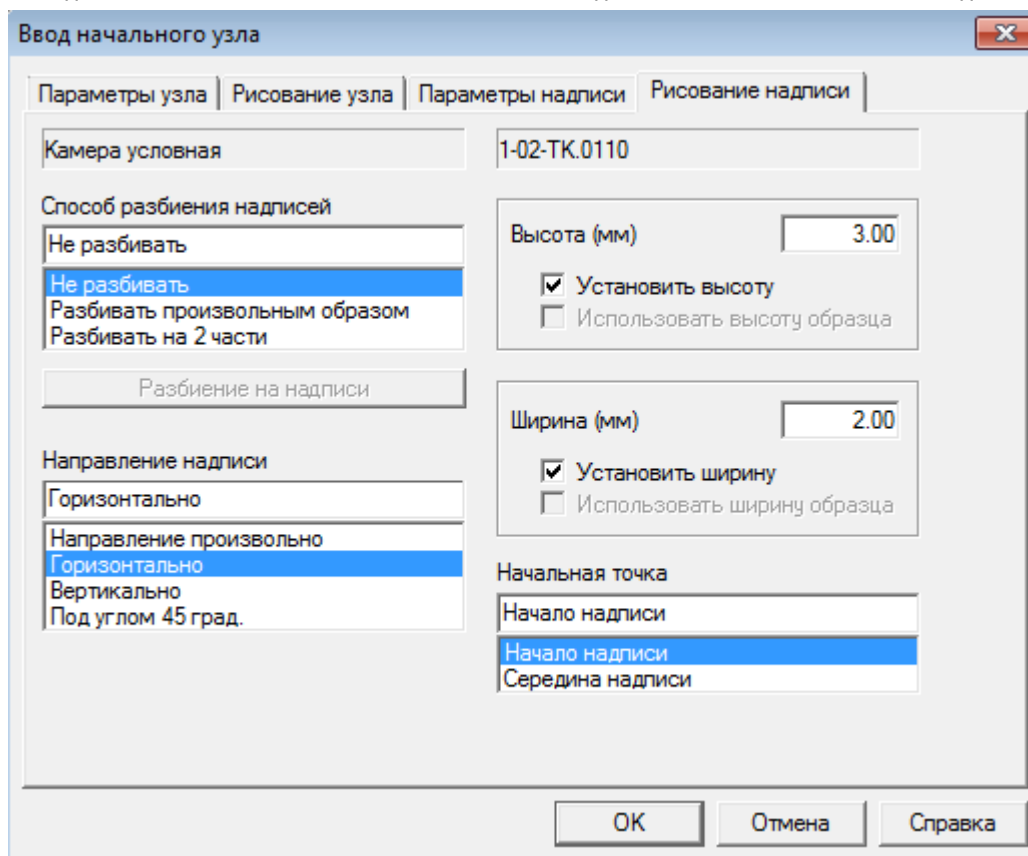 Ввод начального узла
Параметры узла
Рисование узла
Параметры надписи
Рисование надписи
Камера условная
1-02-ТК.0110
Способ разбиения надписей
Не разбивать
Не разбивать
Разбивать произвольным образом
Разбивать на 2 части
Разбиение на надписи
Направление надписи
Горизонтально
Направление произвольно
Горизонтально
Вертикально
Под углом 45 град.
Высота (мм)
3.00
Установить высоту
Использовать высоту образца
Ширина (мм)
2.00
Установить ширину
Использовать ширину образца
Начальная точка
Начало надписи
Начало надписи
Середина надписи
OK
Отмена
Справка